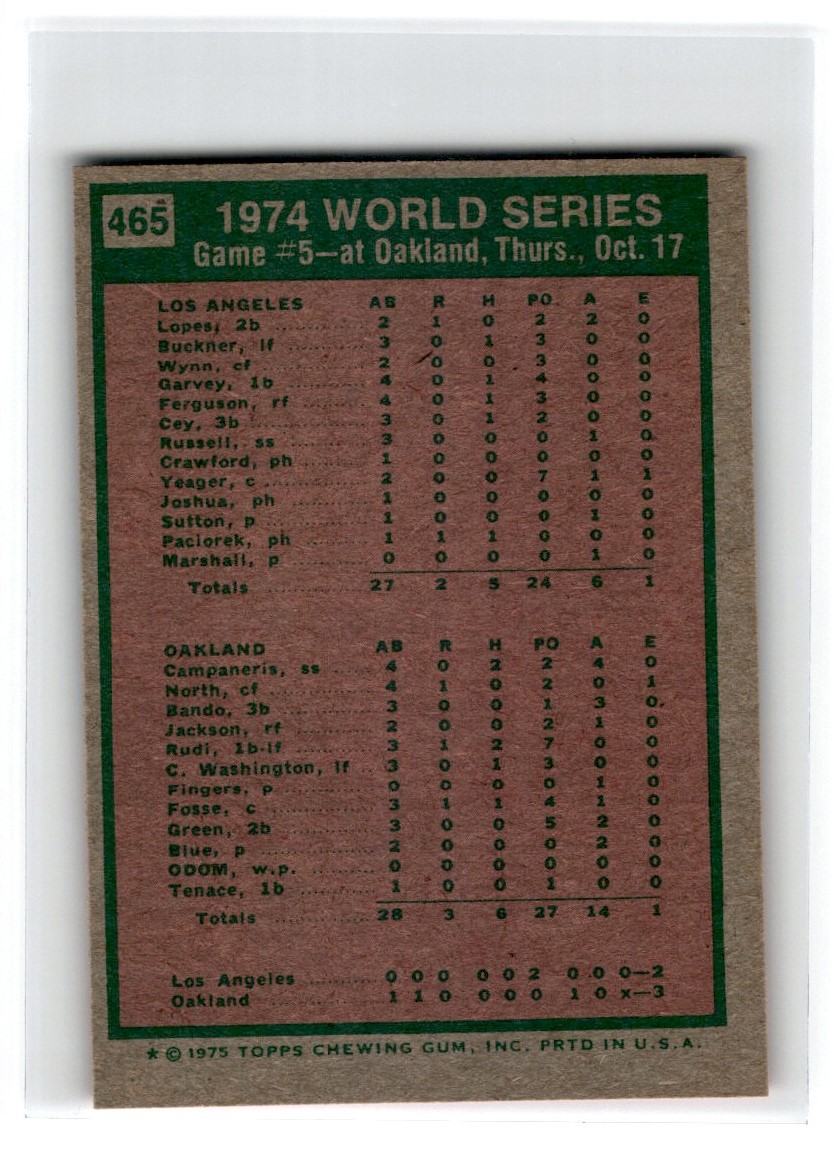 465 1974 WORLD SERIES
Game #5—at Oakland, Thurs., Oct. 17
LOS ANGELES AB R H PO. A E
Lopes, 2b ............ 2 1 0 2 2 0
Buckner, lf ............ 3 0 1 3 0 0
Wynn, cf ............ 2 0 0 3 0 0
Garvey, 1b ............ 4 0 1 4 0 0
Ferguson, rf ............ 4 0 1 3 0 0
Cey, 3b ............ 3 0 1 2 0 0
Russell, ss ............ 3 0 0 0 1 0
Crawford, ph ............ 1 0 0 0 0 0
Yeager, c ............ 2 0 0 7 1 1
Joshua, ph ............ 1 0 0 0 0 0
Sutton, p ............ 1 0 0 0 1 0
Paciorek, ph ............ 1 1 1 0 0 0
Marshall, p ............ 0 0 0 0 1 0
Totals ............ 27 2 5 24 6 1
OAKLAND AB R H PO A E
Campaneris, ss ...... 4 0 2 2 4 0
North, cf ............ 4 1 0 2 0 1
Bando, 3b ............ 3 0 0 1 3 0
Jackson, rf ............ 2 0 0 2 1 0
Rudi, 1b-lf ............ 3 1 2 7 0 0
C. Washington, lf .. 3 0 1 3 0 0
Fingers, p ............ 0 0 0 0 1 0
Fosse, c ............ 3 1 1 4 1 0
Green, 2b ............ 3 0 0 5 2 0
Blue, p ............ 2 0 0 0 2 0
ODOM, w.p. ............ 0 0 0 0 0 0
Tenace, 1b ............ 1 0 0 1 0 0
Totals ............ 28 3 6 27 14 1
Los Angeles ............ 0 0 0 0 0 2 0 0 0—2
Oakland ............ 1 1 0 0 0 0 1 0 x—3
* © 1975 TOPPS CHEWING GUM, INC. PRTD IN U.S.A.